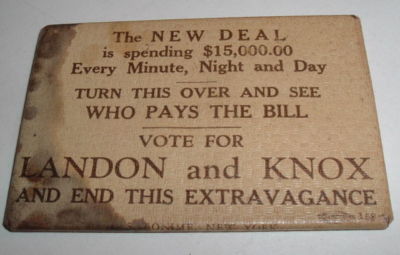 The NEW DEAL
is spending $15,000.00
Every Minute, Night and Day
TURN THIS OVER AND SEE
WHO PAYS THE BILL
VOTE FOR
LANDON and KNOX
AND END THIS EXTRAVAGANCE
NEW YORK